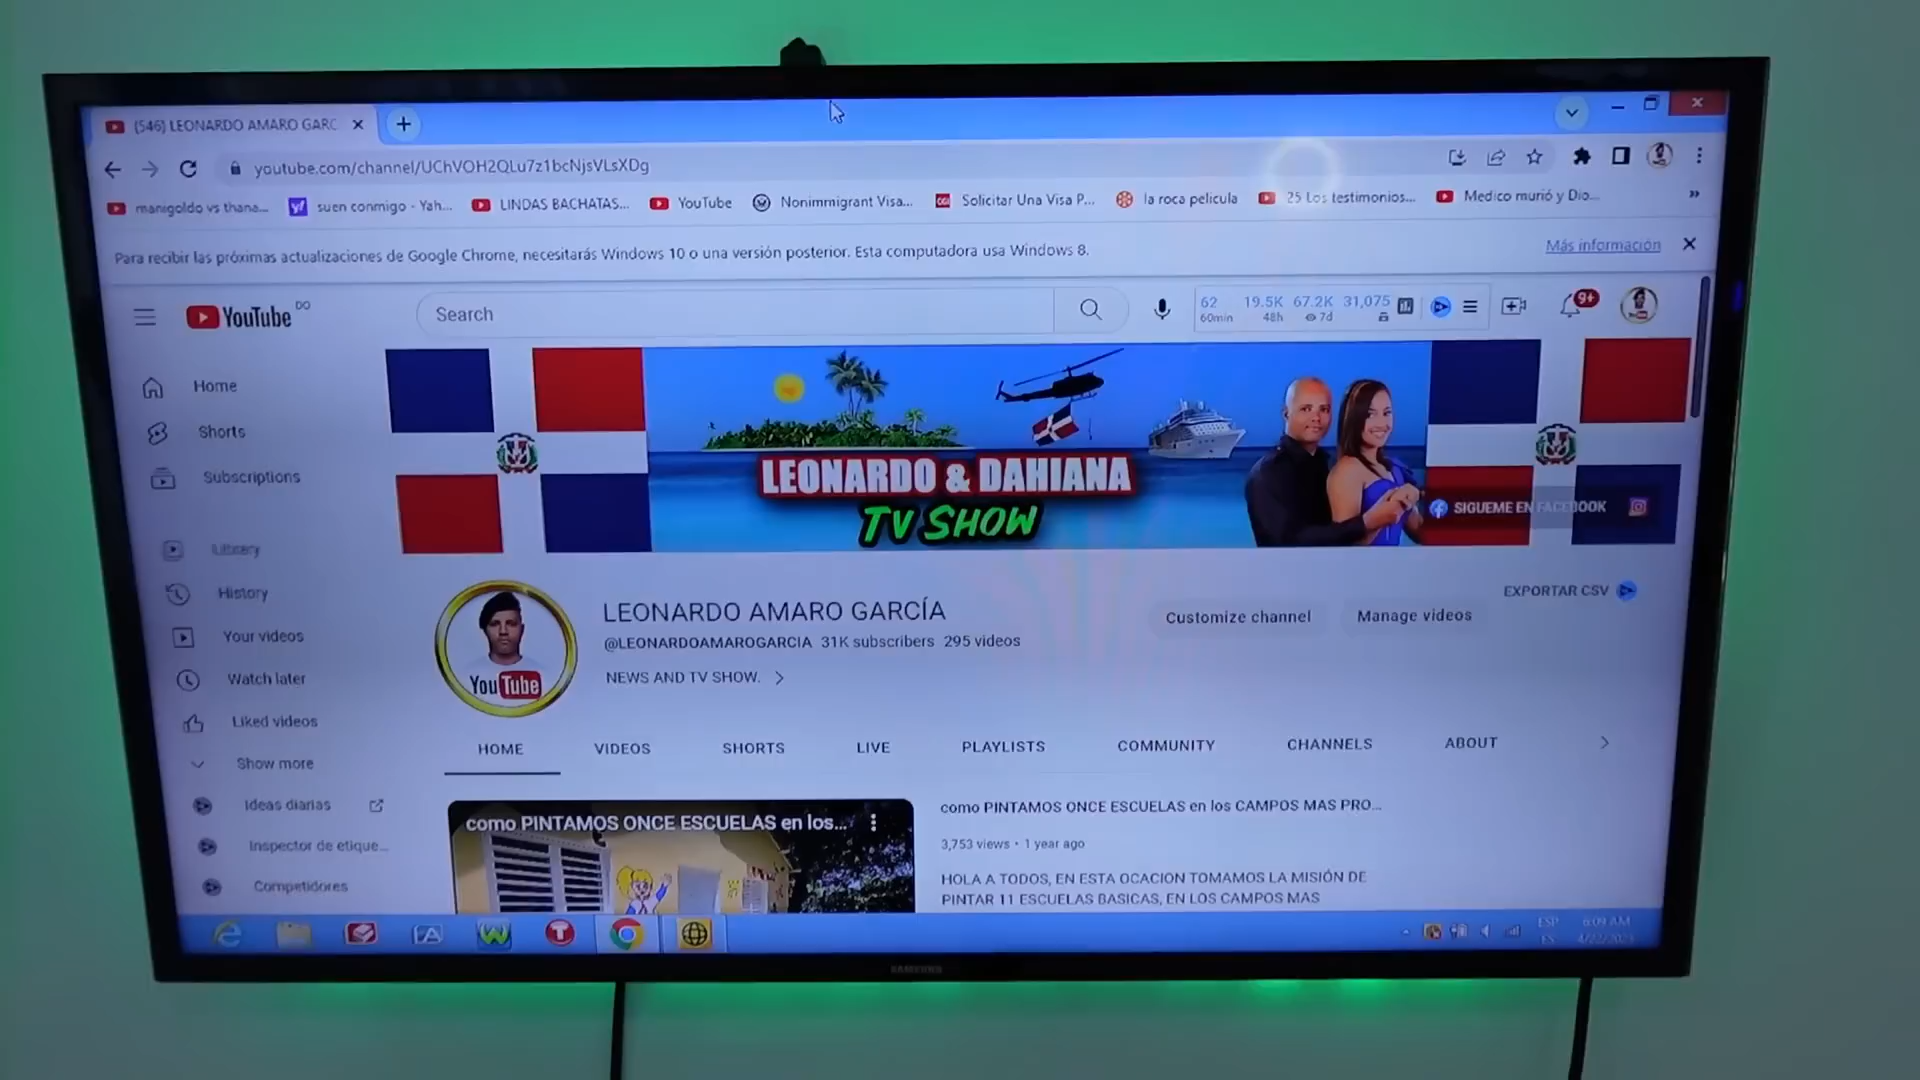 (546) LEONARDO AMARO GARC
youtube.com/channel/UChVOH2QLu7z1bcNjsVLsXDg
manigoldo vs thana... suen conmigo - Yah... LINDAS BACHATAS... YouTube Nonimmigrant Visa... Solicitar Una Visa P... la roca pelicula 25 Los testimonios... Medico murió y Dio... »
Para recibir las próximas actualizaciones de Google Chrome, necesitarás Windows 10 o una versión posterior. Esta computadora usa Windows 8. Más información
YouTube DO Search 62 19.5K 67.2K 31,075 9+
60min 48h 7d
Home
Shorts
Subscriptions
Library
History
Your videos
Watch later
Liked videos
Show more
Ideas diarias
Inspector de etique...
Competidores
LEONARDO & DAHIANA
TV SHOW
SIGUEME EN FACEBOOK
EXPORTAR CSV
YouTube
LEONARDO AMARO GARCÍA
@LEONARDOAMAROGARCIA 31K subscribers 295 videos
NEWS AND TV SHOW.
Customize channel Manage videos
HOME VIDEOS SHORTS LIVE PLAYLISTS COMMUNITY CHANNELS ABOUT
como PINTAMOS ONCE ESCUELAS en los...
como PINTAMOS ONCE ESCUELAS en los CAMPOS MAS PRO...
3,753 views • 1 year ago
HOLA A TODOS, EN ESTA OCACION TOMAMOS LA MISIÓN DE
PINTAR 11 ESCUELAS BASICAS, EN LOS CAMPOS MAS
ESP 6:09 AM
ES
SAMSUNG